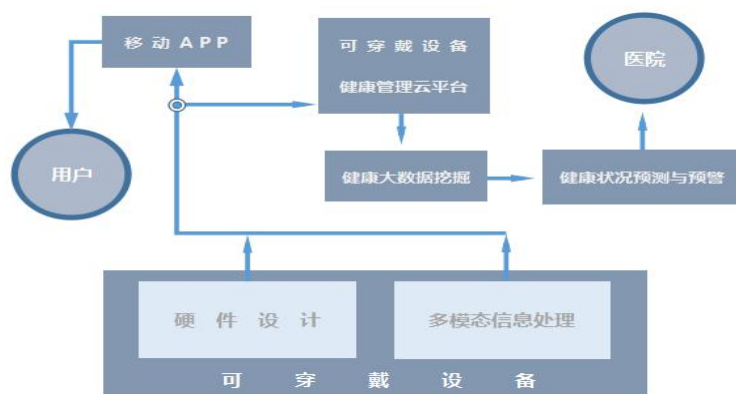 移动APP
可穿戴设备
健康管理云平台
医院
用户
健康大数据挖掘
健康状况预测与预警
硬件设计
多模态信息处理
可穿戴设备